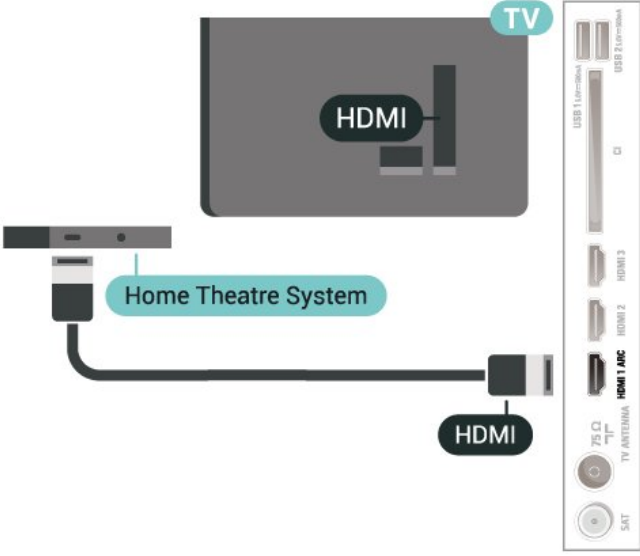 TV
HDMI
Home Theatre System
HDMI
USB 2
USB 1
CI
HDMI 3
HDMI 2
HDMI 1 ARC
75 Ω
TV ANTENNA
SAT